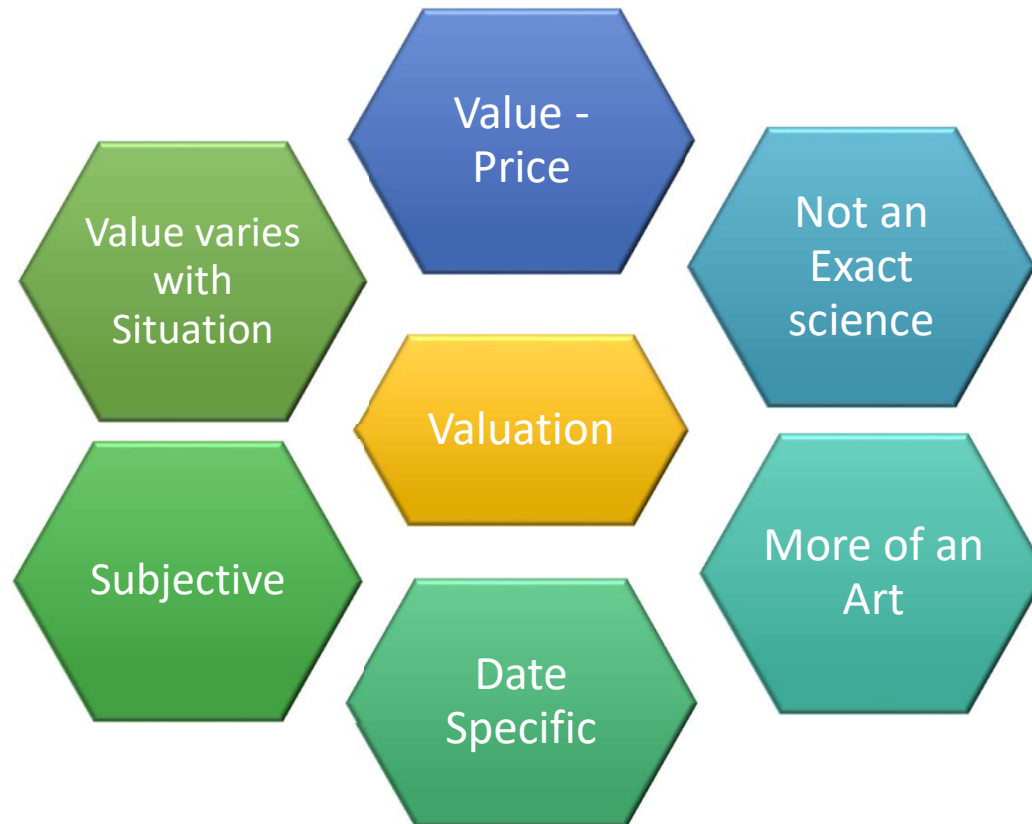 Value -
Price
Not an
Exact
science
More of an
Art
Date
Specific
Subjective
Value varies
with
Situation
Valuation